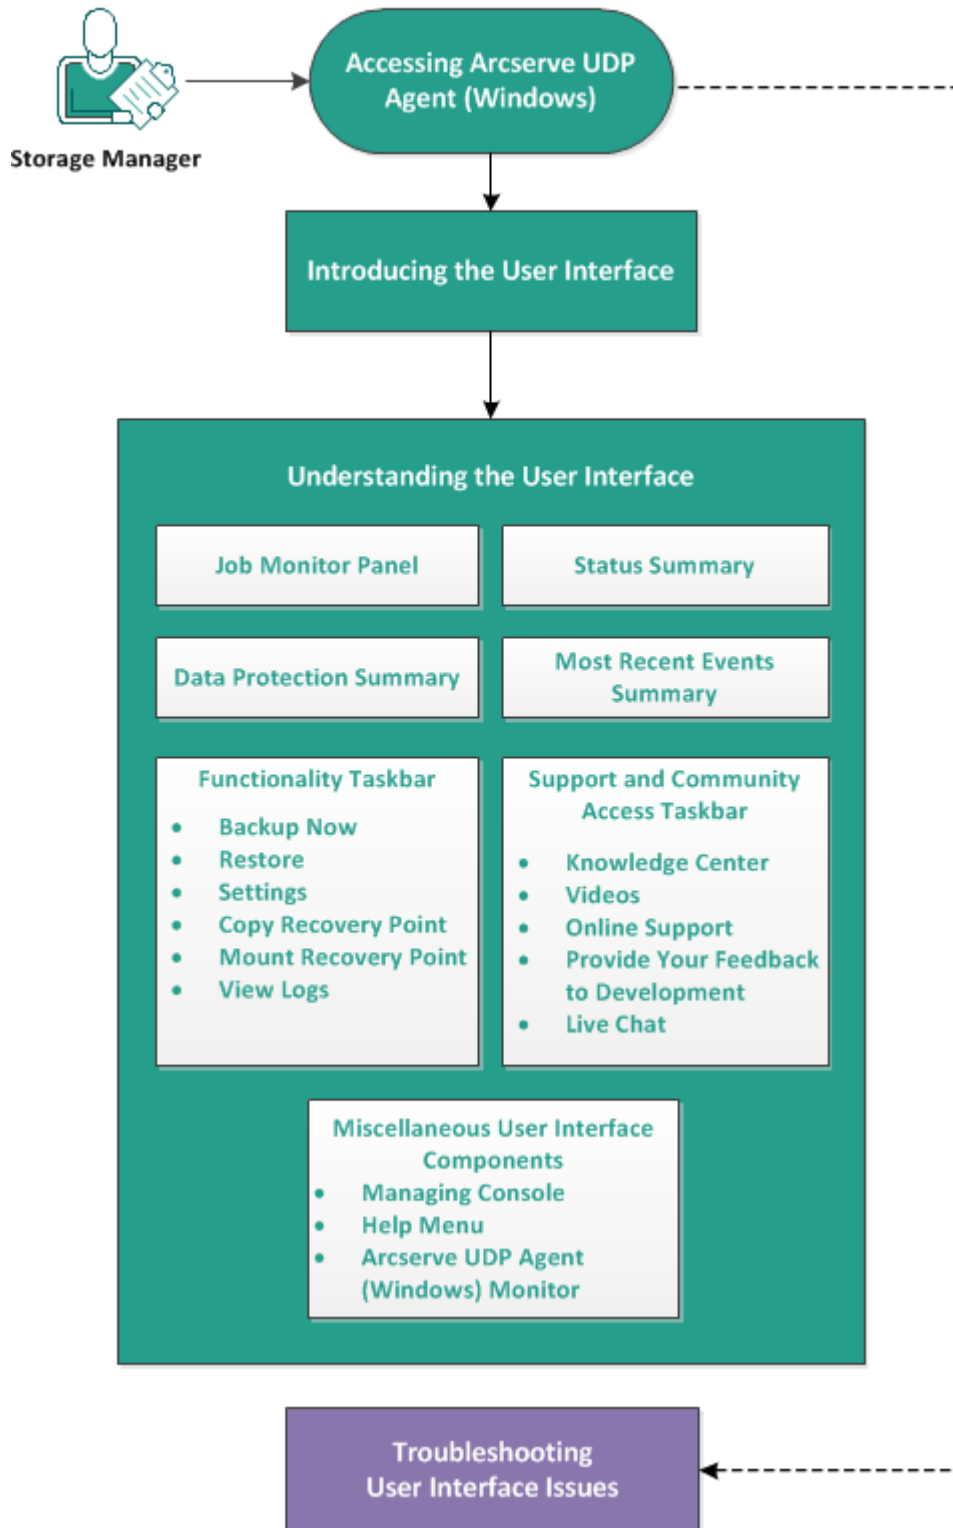 Accessing Arcserve UDP
Agent (Windows)
Storage Manager
Introducing the User Interface
Understanding the User Interface
Job Monitor Panel
Status Summary
Data Protection Summary
Most Recent Events
Summary
Functionality Taskbar
• Backup Now
• Restore
• Settings
• Copy Recovery Point
• Mount Recovery Point
• View Logs
Support and Community
Access Taskbar
• Knowledge Center
• Videos
• Online Support
• Provide Your Feedback
to Development
• Live Chat
Miscellaneous User Interface
Components
• Managing Console
• Help Menu
• Arcserve UDP Agent
(Windows) Monitor
Troubleshooting
User Interface Issues